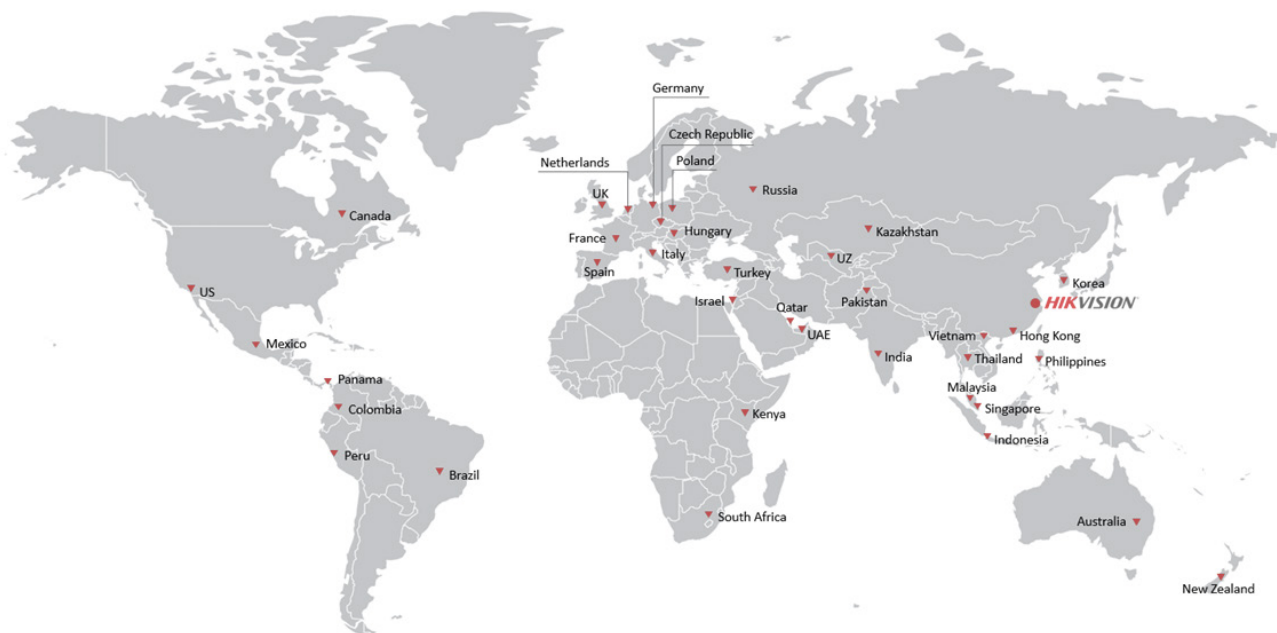 Germany
Czech Republic
Netherlands
Poland
UK
Russia
Canada
Kazakhstan
France
Hungary
Italy
UZ
Spain
Turkey
Korea
US
Israel
Pakistan
HIKVISION
Qatar
UAE
Vietnam
Hong Kong
Mexico
India
Thailand
Philippines
Panama
Malaysia
Colombia
Singapore
Kenya
Indonesia
Peru
Brazil
South Africa
Australia
New Zealand